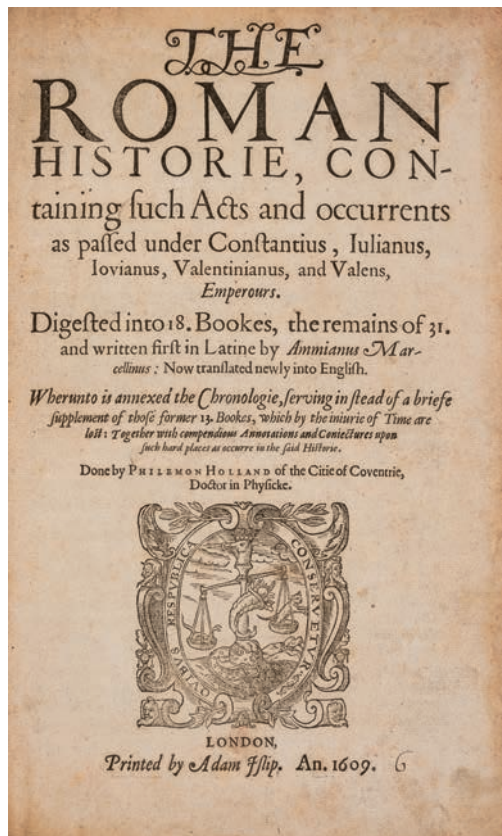 THE
ROMAN
HISTORIE, CON-
taining ſuch Acts and occurrents
as paſſed under Conſtantius, Iulianus,
Iovianus, Valentinianus, and Valens,
Emperours.
Digeſted into 18. Bookes, the remains of 31.
and written firſt in Latine by Ammianus Mar-
cellinus: Now tranſlated newly into Engliſh.
Wherunto is annexed the Chronologie, ſerving in ſtead of a briefe
ſupplement of thoſe former 13. Bookes, which by the iniurie of Time are
loſt: Together with compendious Annotations and Coniectures upon
ſuch hard places as occurre in the ſaid Hiſtorie.
Done by PHILEMON HOLLAND of the Citie of Coventrie,
Doctor in Phyſicke.
QVIBVS RESPVBLICA CONSERVETVR
LONDON,
Printed by Adam Iſlip. An. 1609. 6